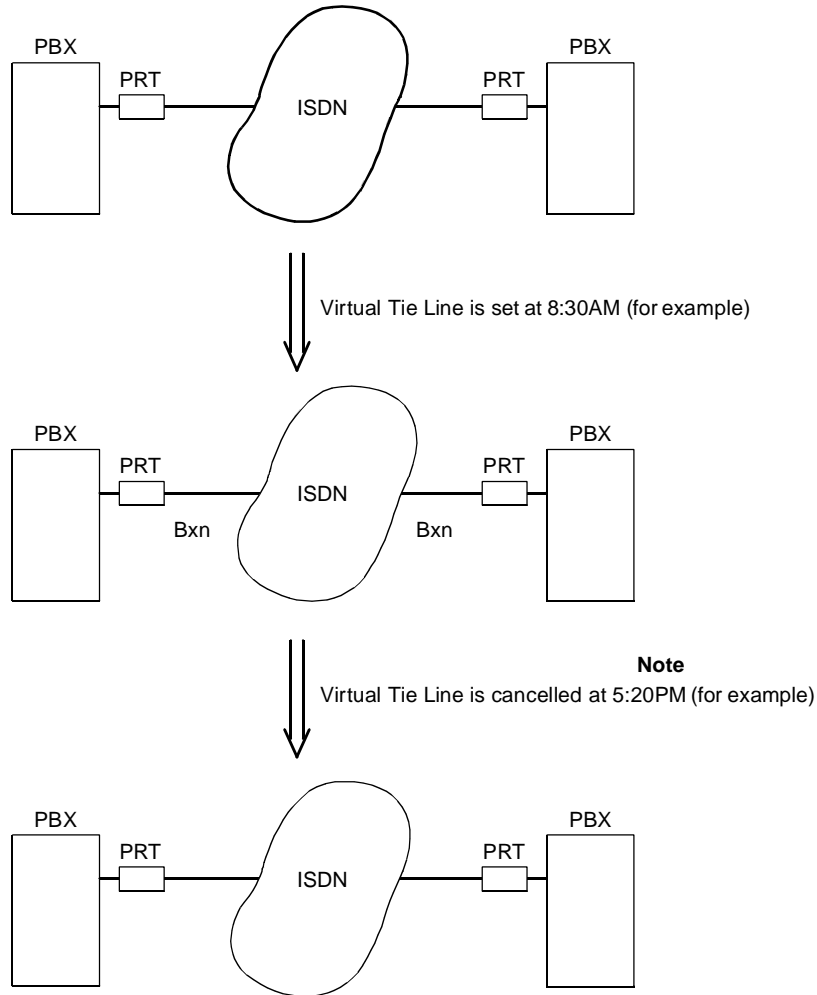 PBX
PBX
PRT
PRT
ISDN
Virtual Tie Line is set at 8:30AM (for example)
PBX
PBX
PRT
PRT
ISDN
Bxn
Bxn
Note
Virtual Tie Line is cancelled at 5:20PM (for example)
PBX
PBX
PRT
PRT
ISDN